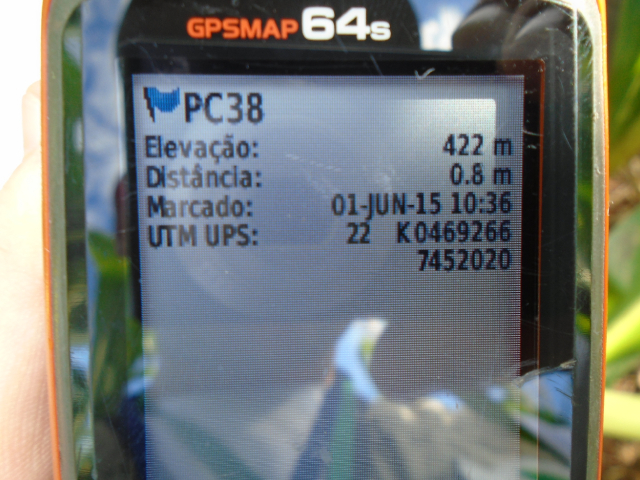 GPSMAP 64s
PC38
Elevação: 422 m
Distância: 0.8 m
Marcado: 01-JUN-15 10:36
UTM UPS: 22 K 0469266
7452020